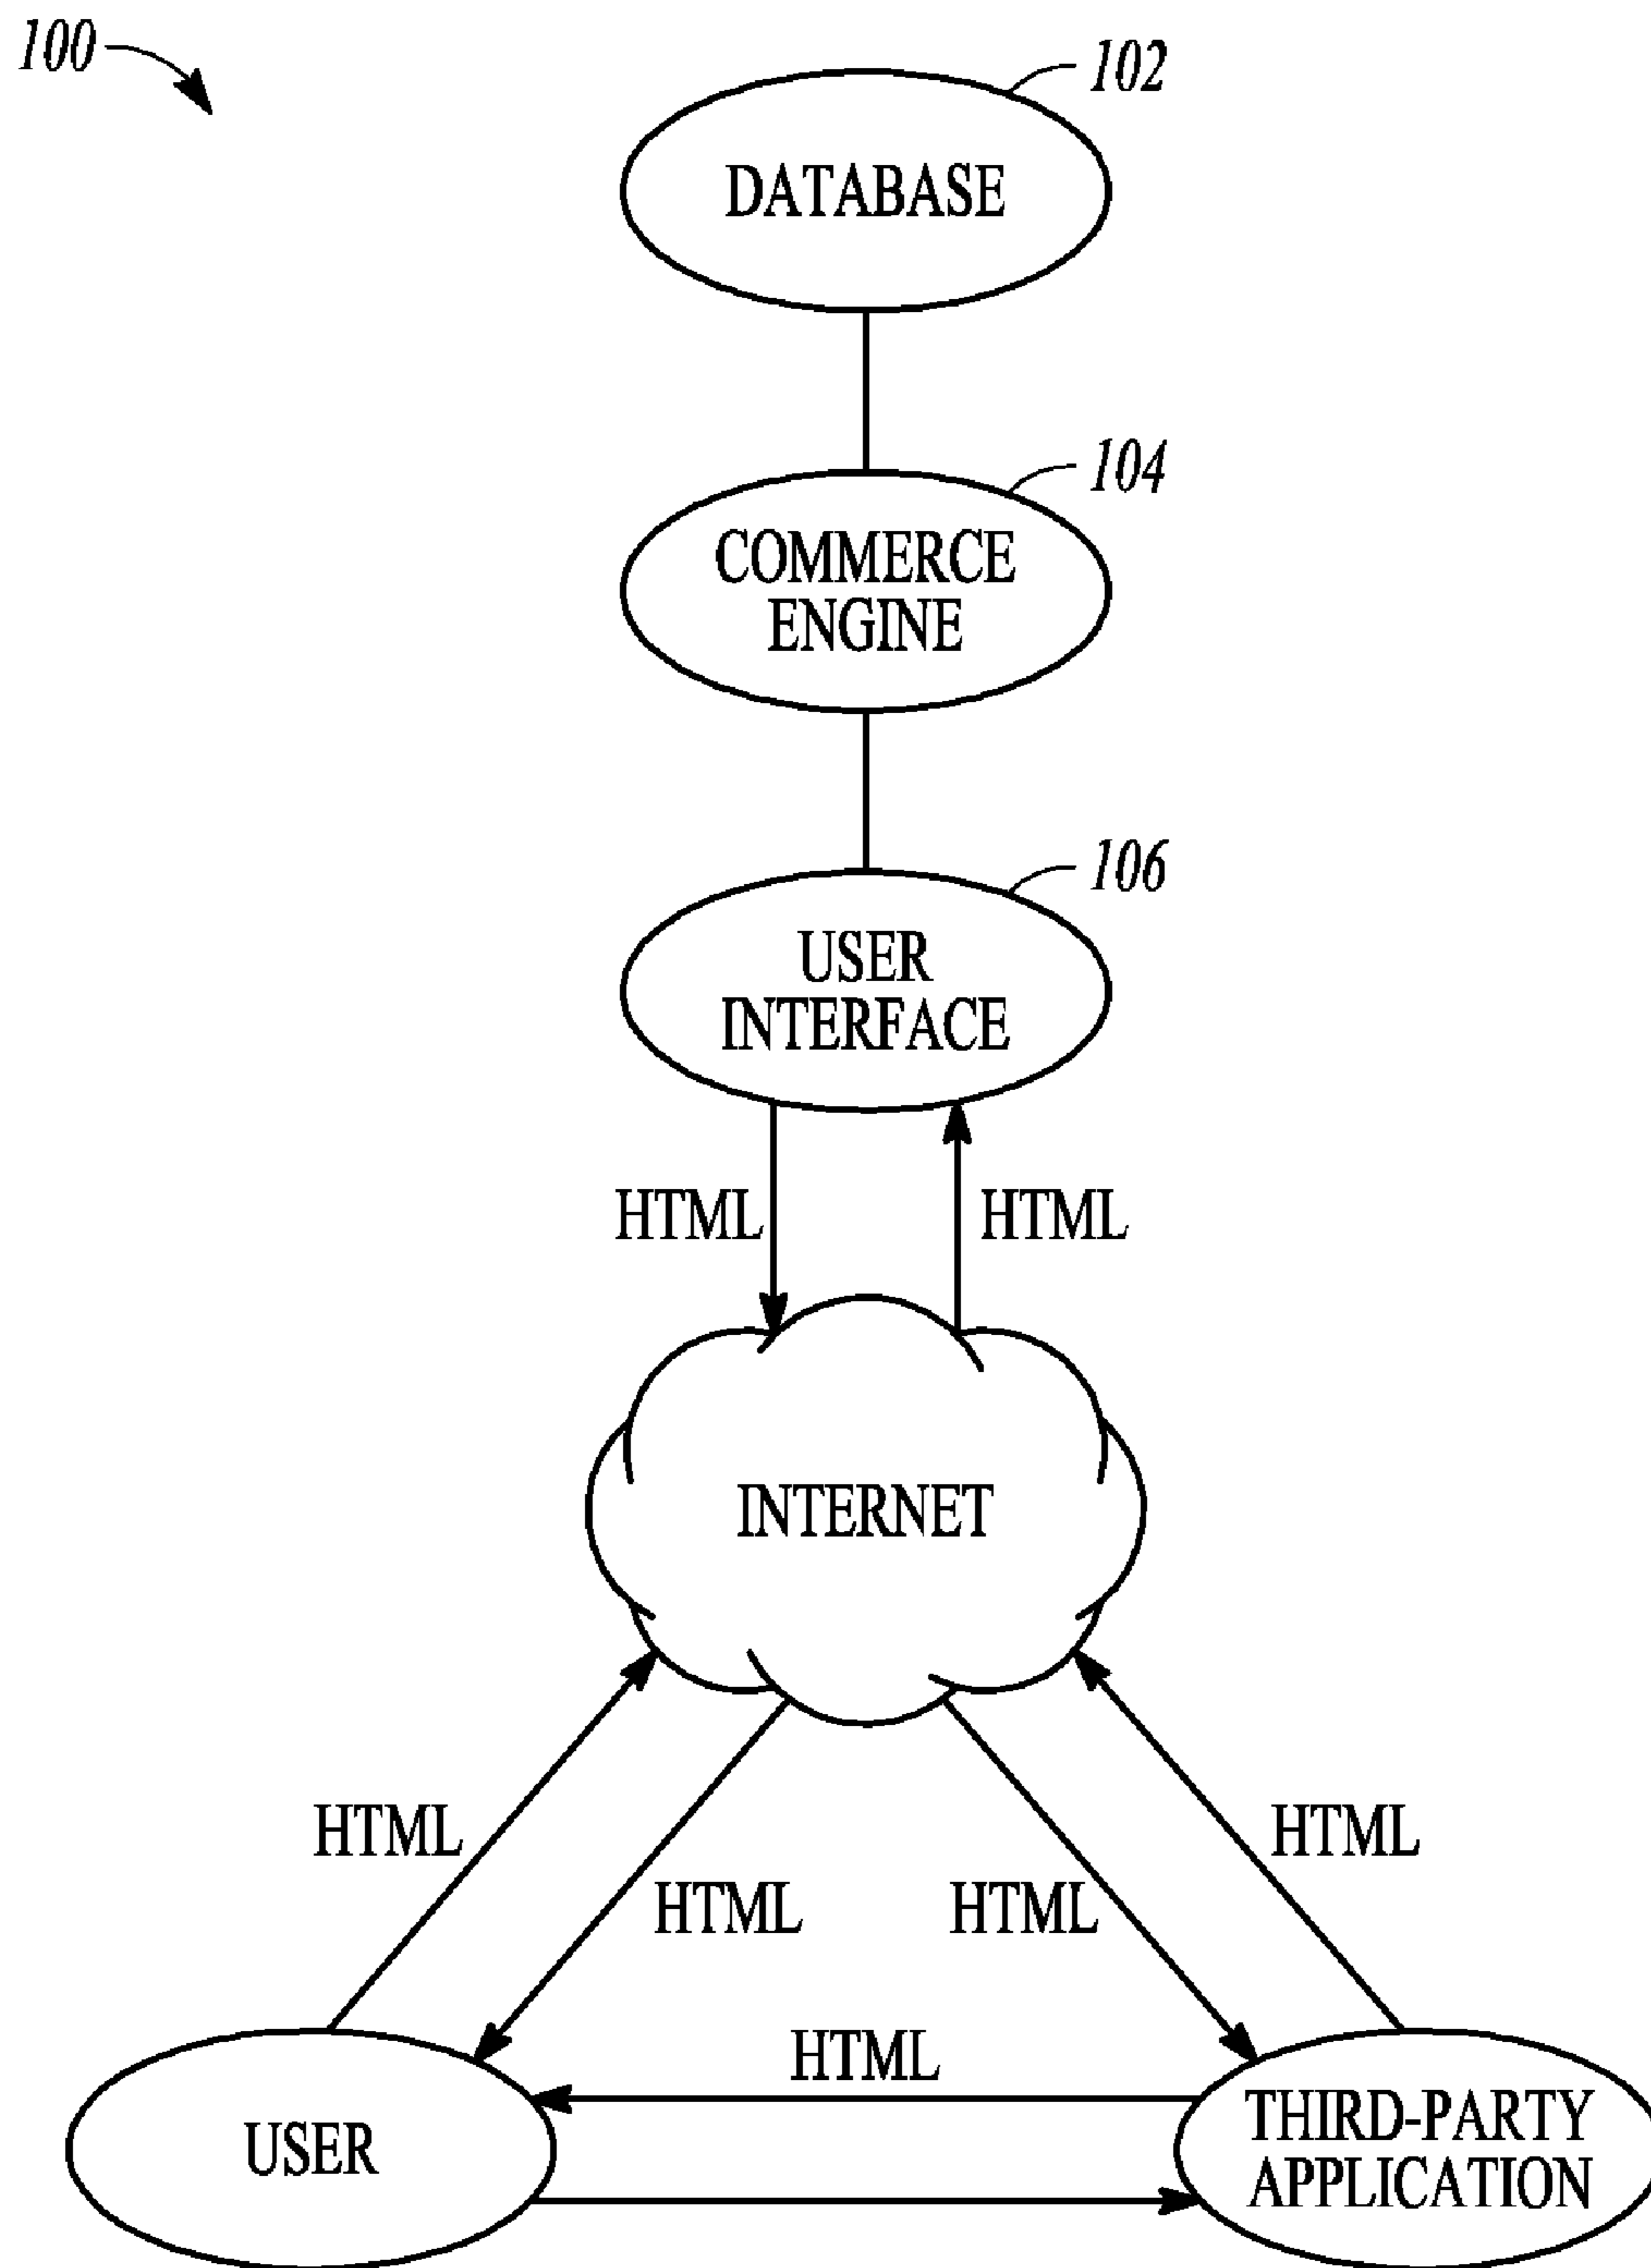 100
102
DATABASE
104
COMMERCE
ENGINE
106
USER
INTERFACE
HTML
HTML
INTERNET
HTML
HTML
HTML
HTML
HTML
USER
THIRD-PARTY
APPLICATION